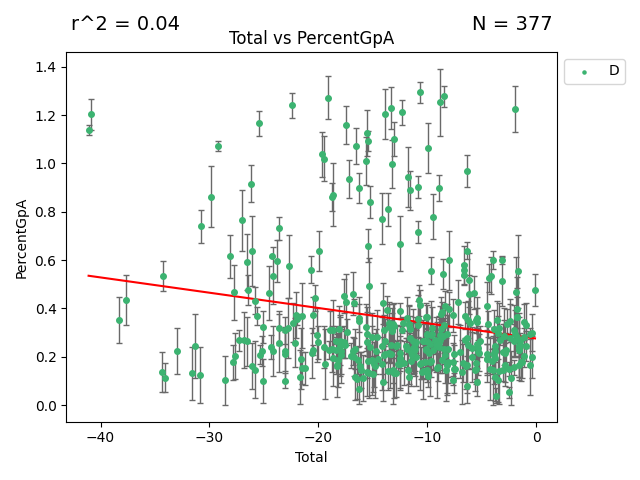 r^2 = 0.04
N = 377
Total vs PercentGpA
D
1.4
1.2
1.0
0.8
0.6
0.4
0.2
0.0
PercentGpA
−40
−30
−20
−10
0
Total